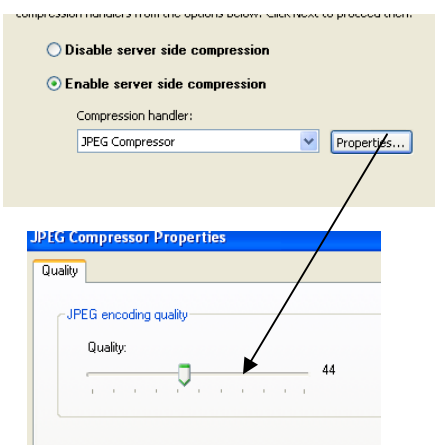 compression handlers from the options below. Click Next to proceed then.
Disable server side compression
Enable server side compression
Compression handler:
JPEG Compressor
Properties...
JPEG Compressor Properties
Quality
JPEG encoding quality
Quality:
44